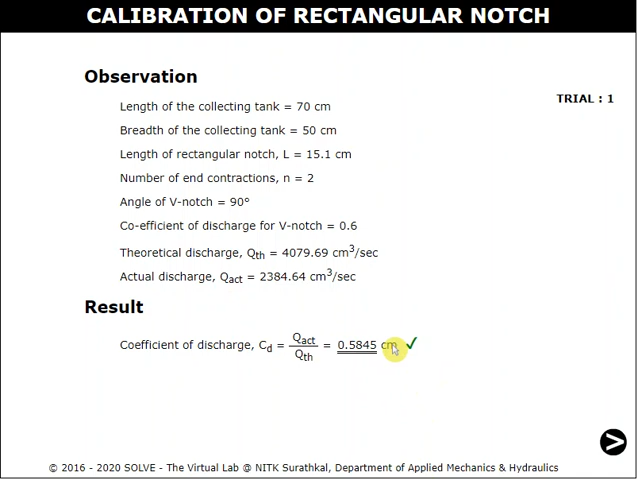 CALIBRATION OF RECTANGULAR NOTCH
Observation
TRIAL : 1
Length of the collecting tank = 70 cm
Breadth of the collecting tank = 50 cm
Length of rectangular notch, L = 15.1 cm
Number of end contractions, n = 2
Angle of V-notch = 90°
Co-efficient of discharge for V-notch = 0.6
Theoretical discharge, Qth = 4079.69 cm³/sec
Actual discharge, Qact = 2384.64 cm³/sec
Result
Coefficient of discharge, Cd = Qact / Qth = 0.5845 cm ✓
© 2016 - 2020 SOLVE - The Virtual Lab @ NITK Surathkal, Department of Applied Mechanics & Hydraulics